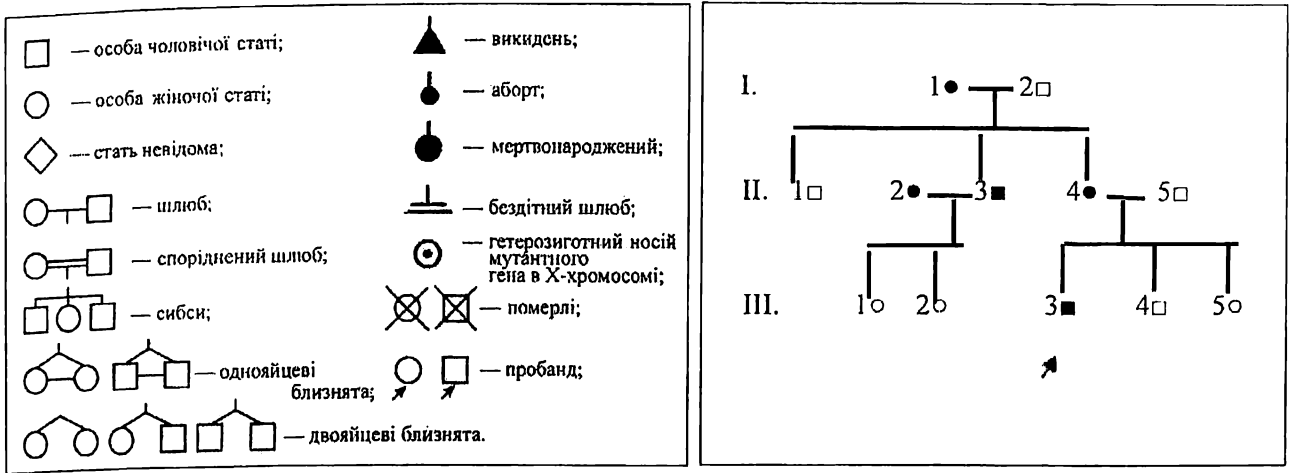 — особа чоловічої статі;
— особа жіночої статі;
— стать невідома;
— шлюб;
— споріднений шлюб;
— сибси;
— однояйцеві
близнята;
— двояйцеві близнята.
— викидень;
— аборт;
— мертвонароджений;
— бездітний шлюб;
— гетерозиготний носій
мутантного
гена в X-хромосомі;
— померлі;
— пробанд;
I. 1 2
II. 1 2 3 4 5
III. 1 2 3 4 5